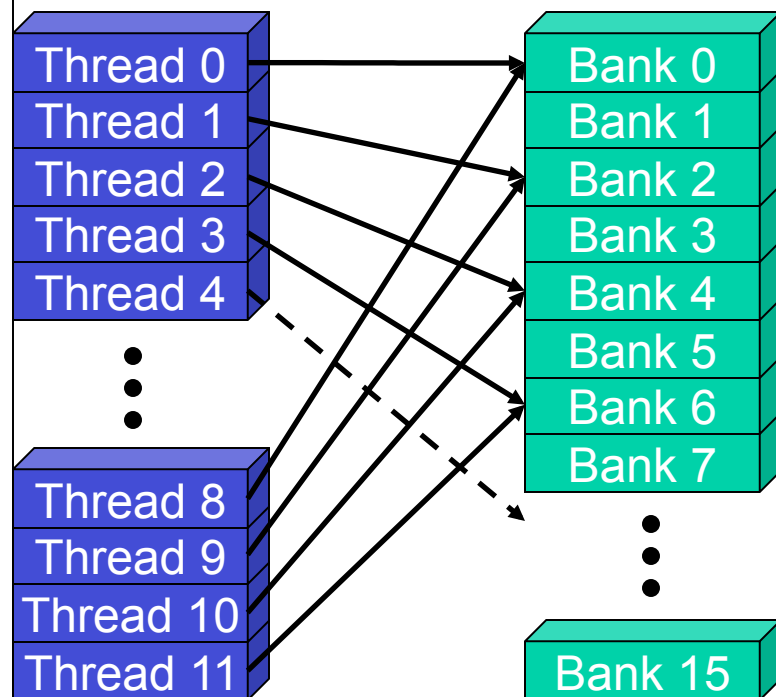 Thread 0
Thread 1
Thread 2
Thread 3
Thread 4
Thread 8
Thread 9
Thread 10
Thread 11
Bank 0
Bank 1
Bank 2
Bank 3
Bank 4
Bank 5
Bank 6
Bank 7
Bank 15